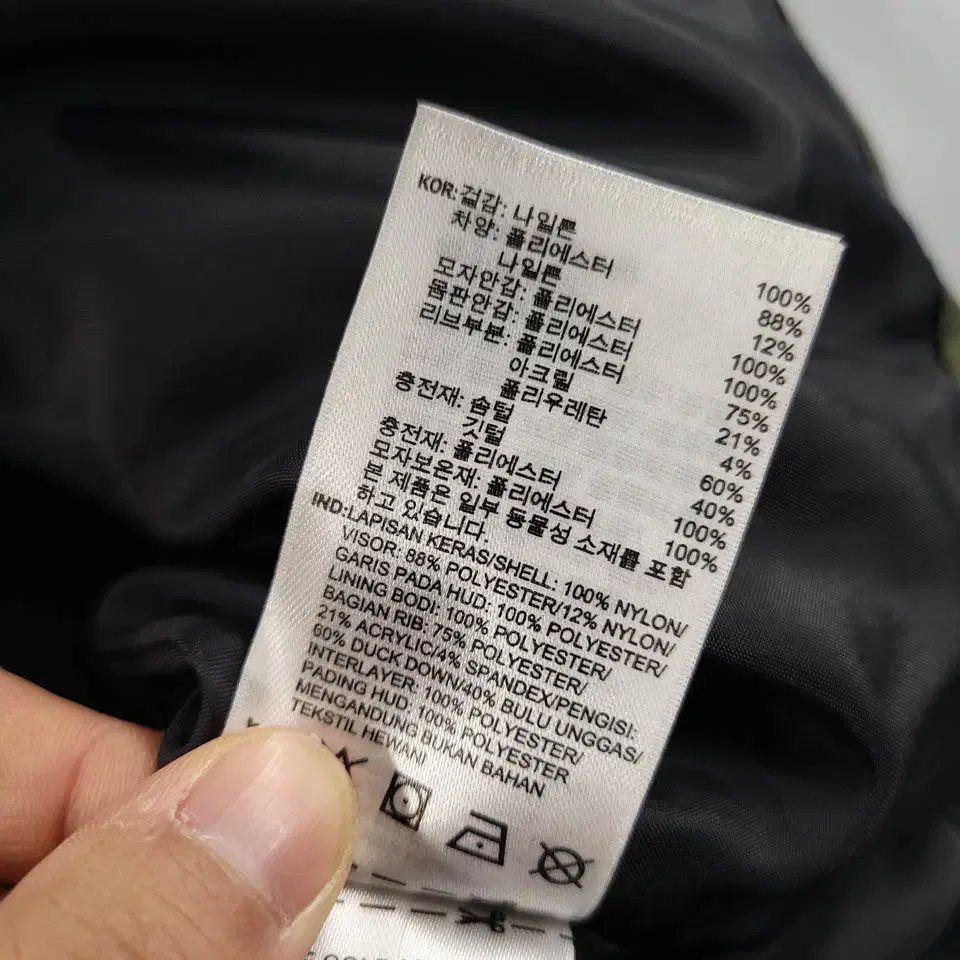 KOR: 겉감: 나일론 100%
차양: 폴리에스터 88%
나일론 12%
모자안감: 폴리에스터 100%
몸판안감: 폴리에스터 100%
리브부분: 폴리에스터 75%
아크릴 21%
폴리우레탄 4%
충전재: 솜털 60%
깃털 40%
충전재: 폴리에스터 100%
모자보온재: 폴리에스터 100%
본 제품은 일부 동물성 소재를 포함
하고 있습니다.
IND: LAPISAN KERAS/SHELL: 100% NYLON/
VISOR: 88% POLYESTER/12% NYLON/
GARIS PADA HUD: 100% POLYESTER/
LINING BODI: 100% POLYESTER/
BAGIAN RIB: 75% POLYESTER/
21% ACRYLIC/4% SPANDEX/PENGISI:
60% DUCK DOWN/40% BULU UNGGAS/
INTERLAYER: 100% POLYESTER/
PADING HUD: 100% POLYESTER
MENGANDUNG BUKAN BAHAN
TEKSTIL HEWANI